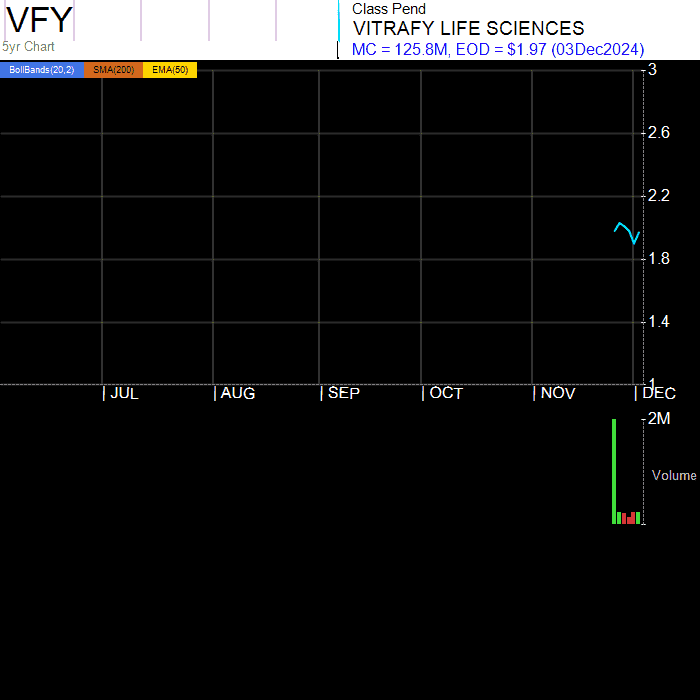 VFY
5yr Chart
Class Pend
VITRAFY LIFE SCIENCES
MC = 125.8M, EOD = $1.97 (03Dec2024)
BollBands(20,2) SMA(200) EMA(50)
3
2.6
2.2
1.8
1.4
1
| JUL | AUG | SEP | OCT | NOV | DEC
2M
Volume